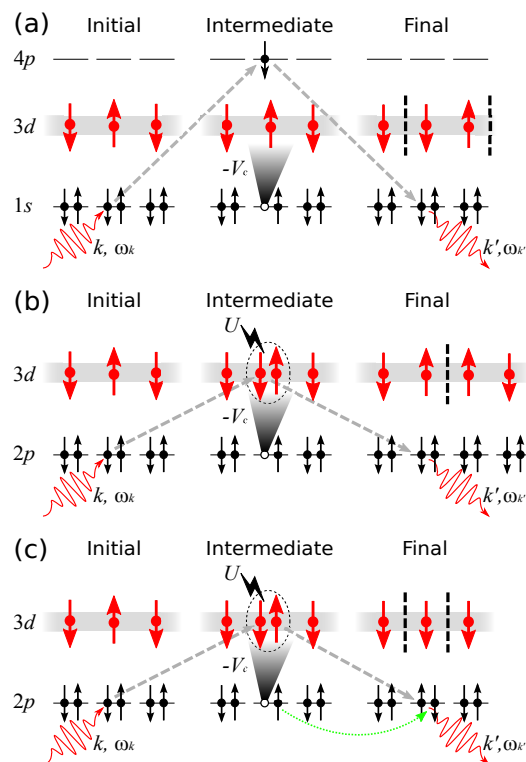 (a)
Initial Intermediate Final
4p
3d
-Vc
1s
k, ωk k′,ωk′
(b)
Initial Intermediate Final
U
3d
-Vc
2p
k, ωk k′,ωk′
(c)
Initial Intermediate Final
U
3d
-Vc
2p
k, ωk k′,ωk′